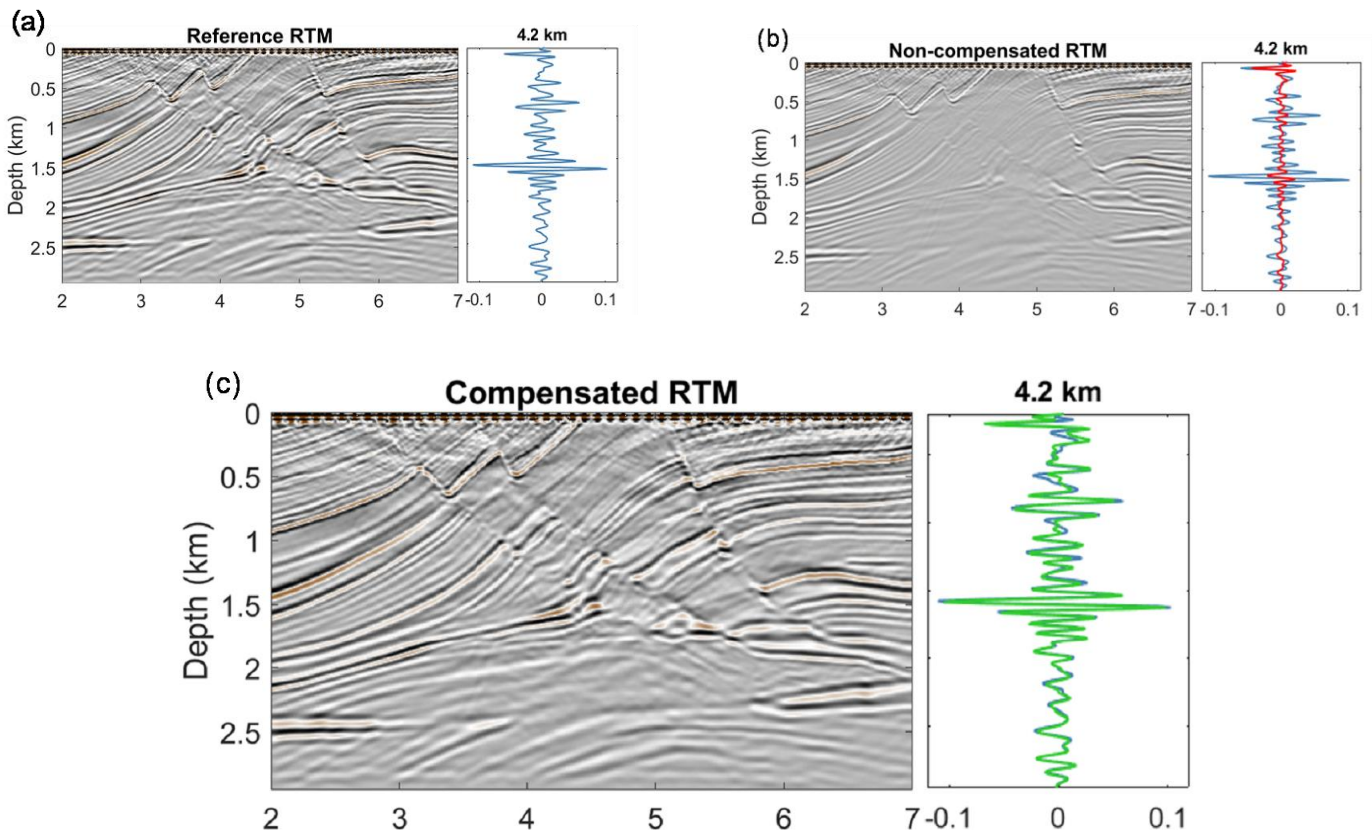 (a)
Reference RTM
4.2 km
Depth (km)
0
0.5
1
1.5
2
2.5
2 3 4 5 6 7
-0.1 0 0.1
(b)
Non-compensated RTM
4.2 km
Depth (km)
0
0.5
1
1.5
2
2.5
2 3 4 5 6 7
-0.1 0 0.1
(c)
Compensated RTM
4.2 km
Depth (km)
0
0.5
1
1.5
2
2.5
2 3 4 5 6 7
-0.1 0 0.1